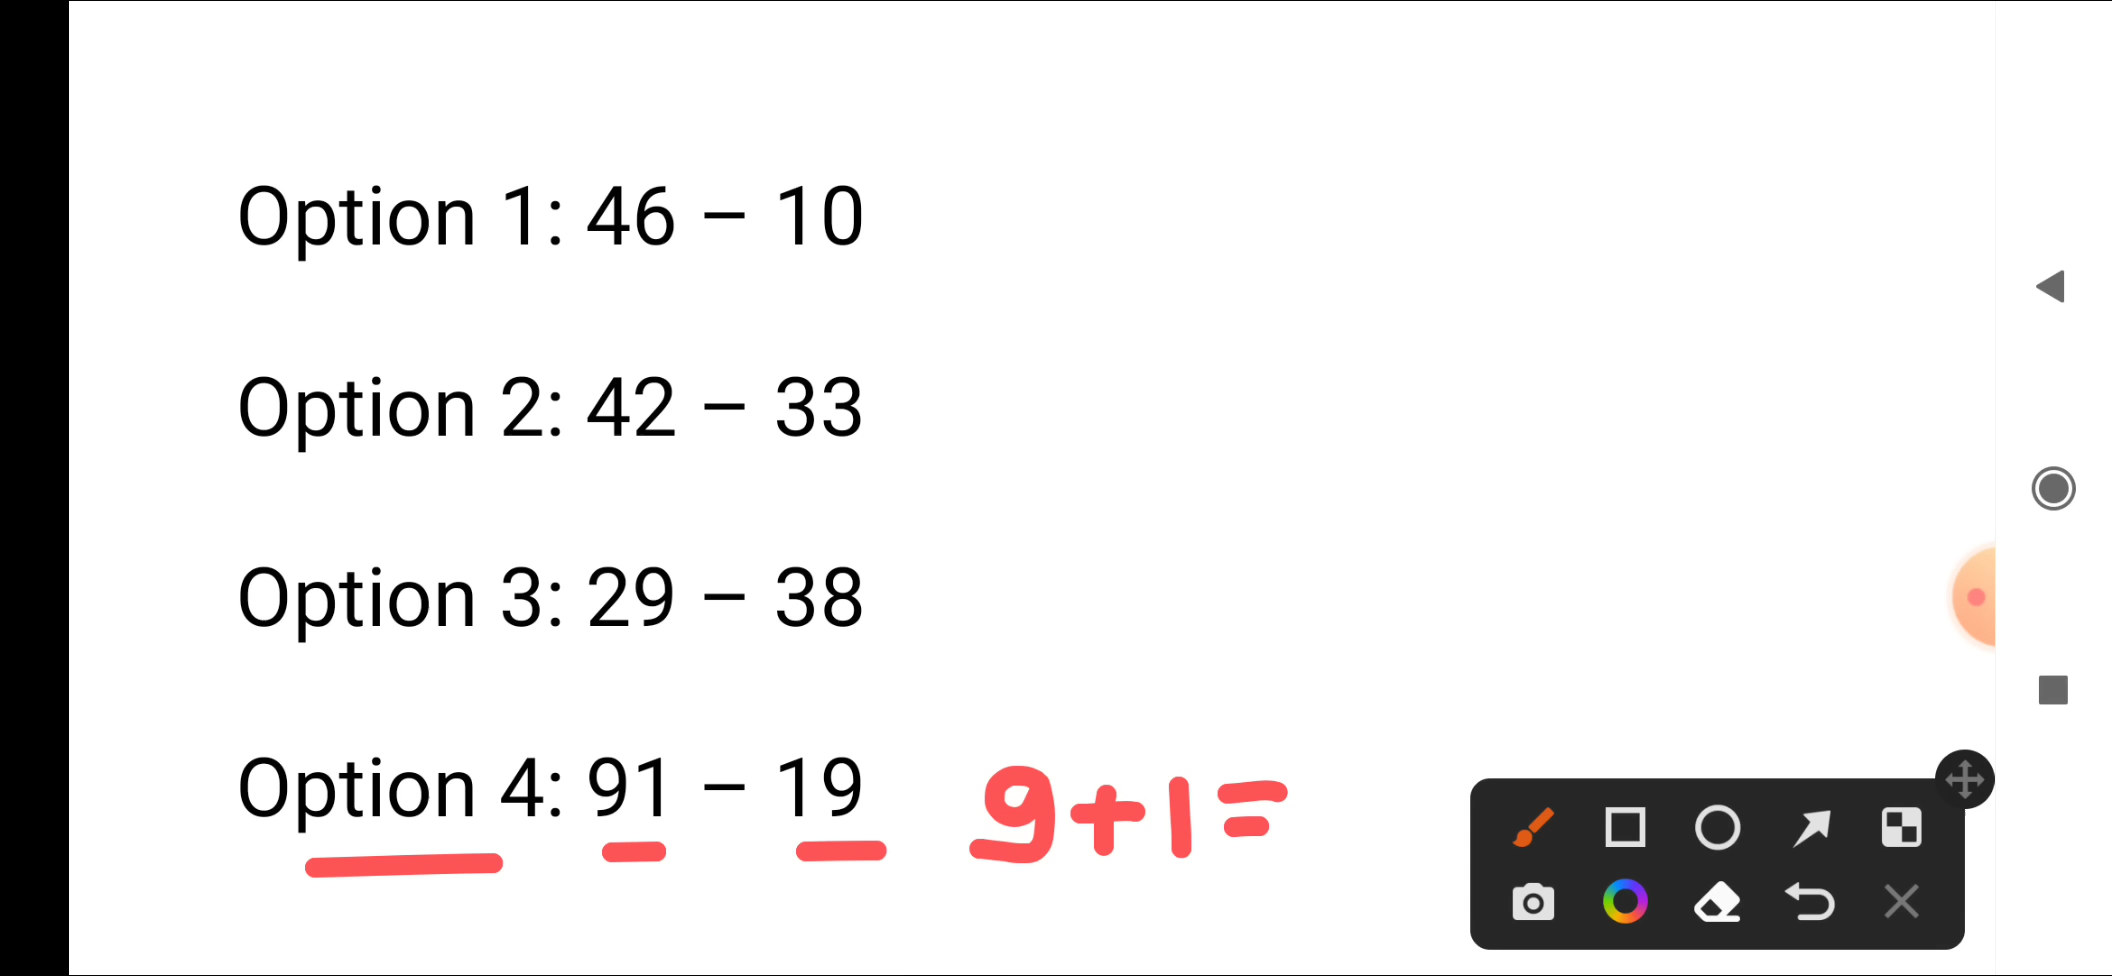 Option 1: 46 – 10
Option 2: 42 – 33
Option 3: 29 – 38
Option 4: 91 – 19 9+1=